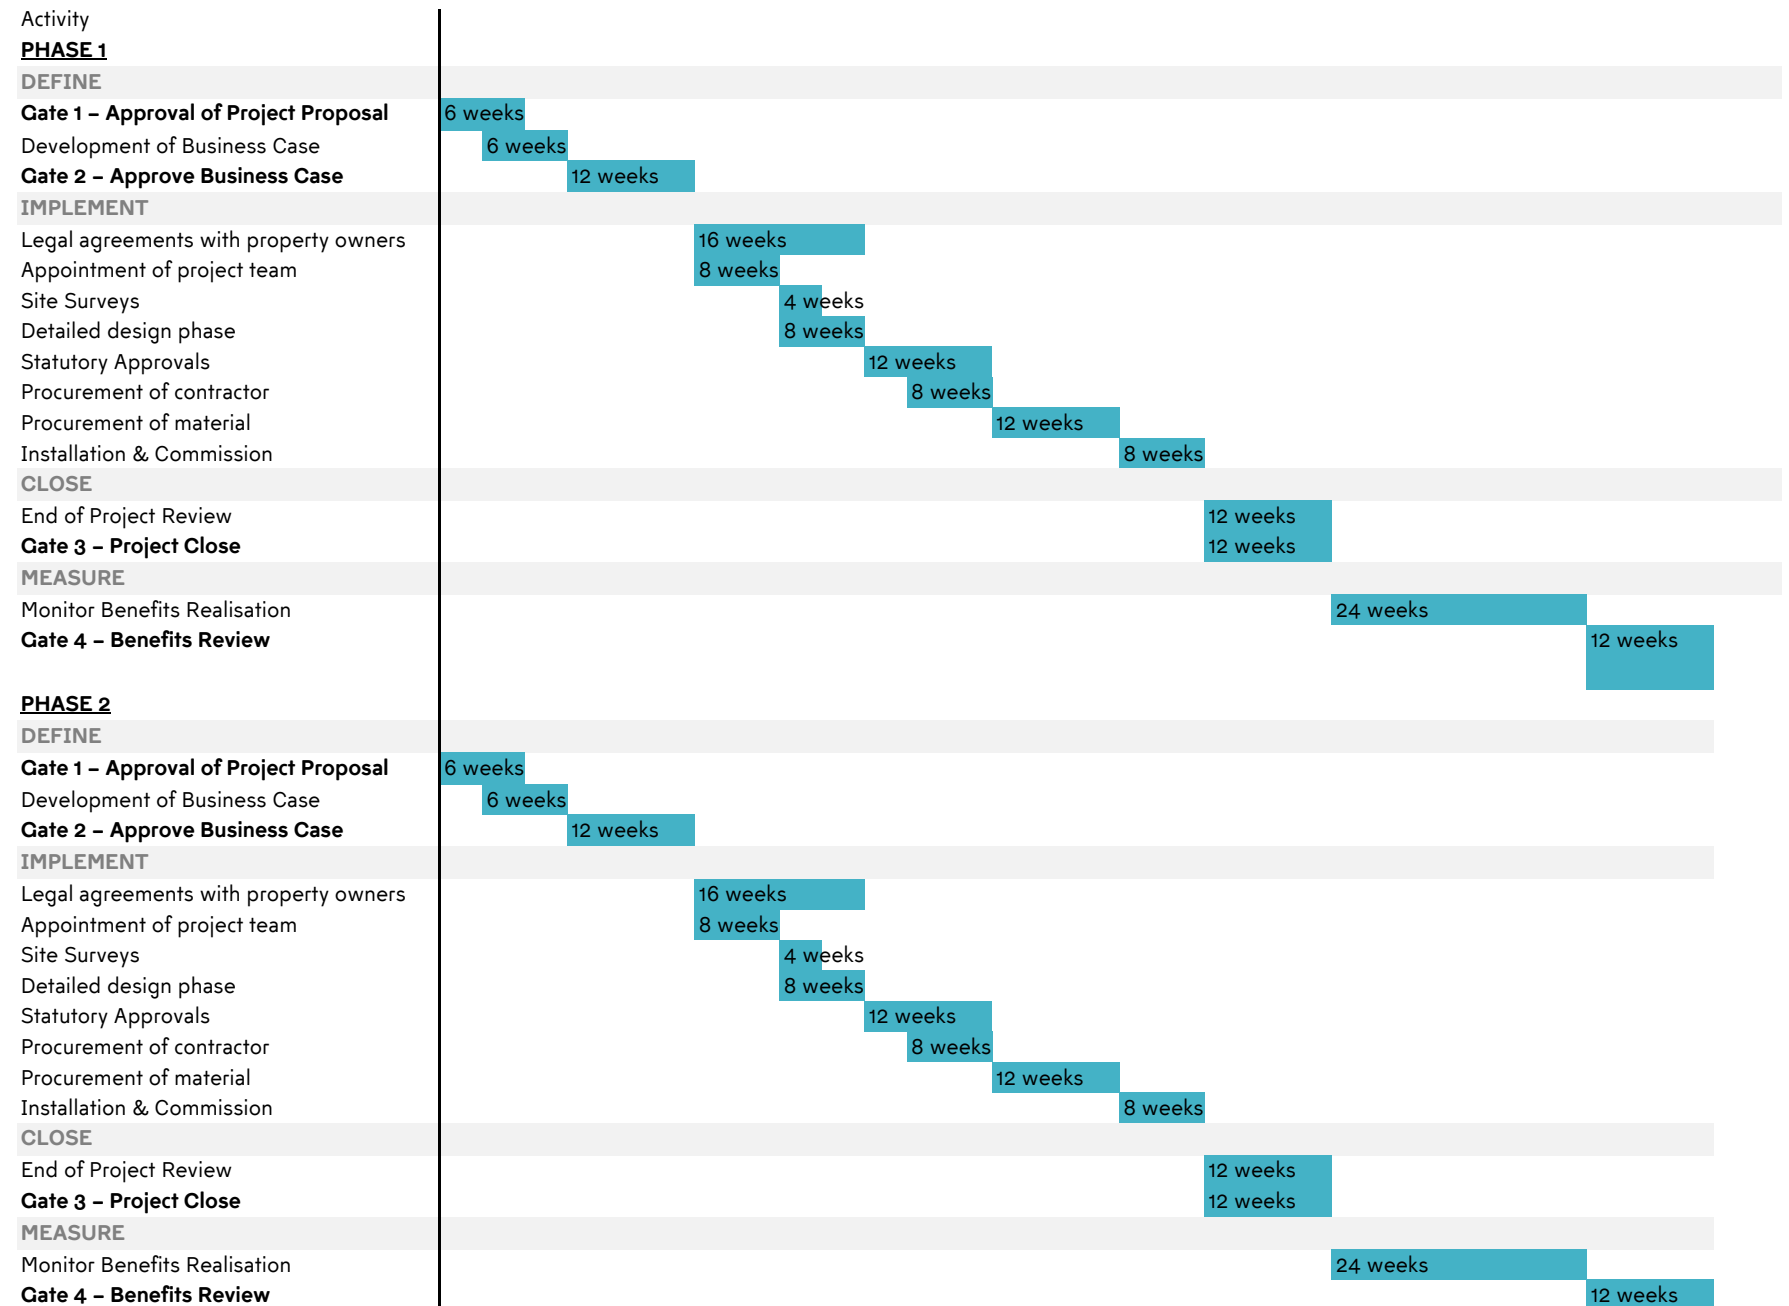 Activity
PHASE 1
DEFINE
Gate 1 – Approval of Project Proposal 6 weeks
Development of Business Case 6 weeks
Gate 2 – Approve Business Case 12 weeks
IMPLEMENT
Legal agreements with property owners 16 weeks
Appointment of project team 8 weeks
Site Surveys 4 weeks
Detailed design phase 8 weeks
Statutory Approvals 12 weeks
Procurement of contractor 8 weeks
Procurement of material 12 weeks
Installation & Commission 8 weeks
CLOSE
End of Project Review 12 weeks
Gate 3 – Project Close 12 weeks
MEASURE
Monitor Benefits Realisation 24 weeks
Gate 4 – Benefits Review 12 weeks
PHASE 2
DEFINE
Gate 1 – Approval of Project Proposal 6 weeks
Development of Business Case 6 weeks
Gate 2 – Approve Business Case 12 weeks
IMPLEMENT
Legal agreements with property owners 16 weeks
Appointment of project team 8 weeks
Site Surveys 4 weeks
Detailed design phase 8 weeks
Statutory Approvals 12 weeks
Procurement of contractor 8 weeks
Procurement of material 12 weeks
Installation & Commission 8 weeks
CLOSE
End of Project Review 12 weeks
Gate 3 – Project Close 12 weeks
MEASURE
Monitor Benefits Realisation 24 weeks
Gate 4 – Benefits Review 12 weeks